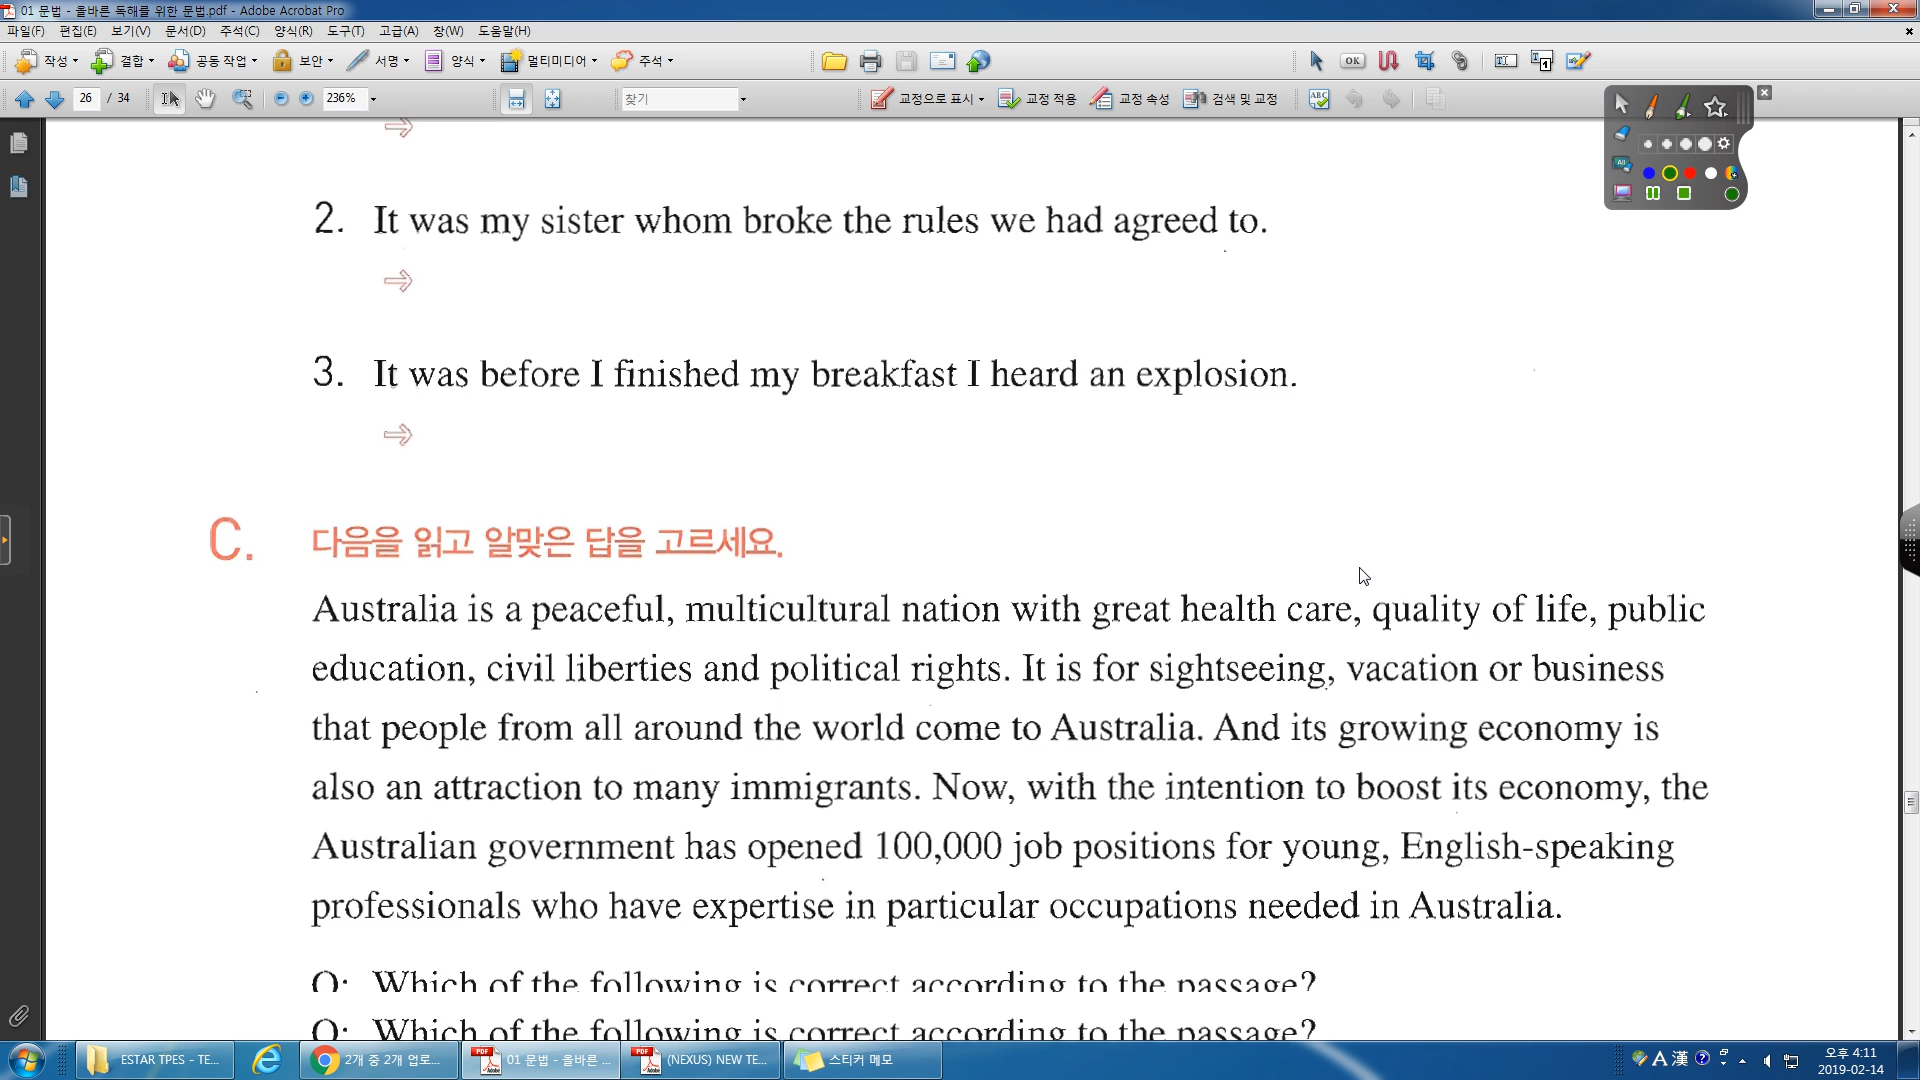 01 문법 - 올바른 독해를 위한 문법.pdf - Adobe Acrobat Pro
파일(F) 편집(E) 보기(V) 문서(D) 주석(C) 양식(R) 도구(T) 고급(A) 창(W) 도움말(H)
작성 결합 공동 작업 보안 서명 양식 멀티미디어 주석 OK
26 / 34 236% 찾기 교정으로 표시 교정 적용 교정 속성 검색 및 교정 ABC
All
2. It was my sister whom broke the rules we had agreed to.
⇨
3. It was before I finished my breakfast I heard an explosion.
⇨
C. 다음을 읽고 알맞은 답을 고르세요.
Australia is a peaceful, multicultural nation with great health care, quality of life, public
education, civil liberties and political rights. It is for sightseeing, vacation or business
that people from all around the world come to Australia. And its growing economy is
also an attraction to many immigrants. Now, with the intention to boost its economy, the
Australian government has opened 100,000 job positions for young, English-speaking
professionals who have expertise in particular occupations needed in Australia.
Q: Which of the following is correct according to the passage?
Q: Which of the following is correct according to the passage?
ESTAR TPES - TE... 2개 중 2개 업로... 01 문법 - 올바른 ... (NEXUS) NEW TE... 스티커 메모 A 漢 오후 4:11
2019-02-14